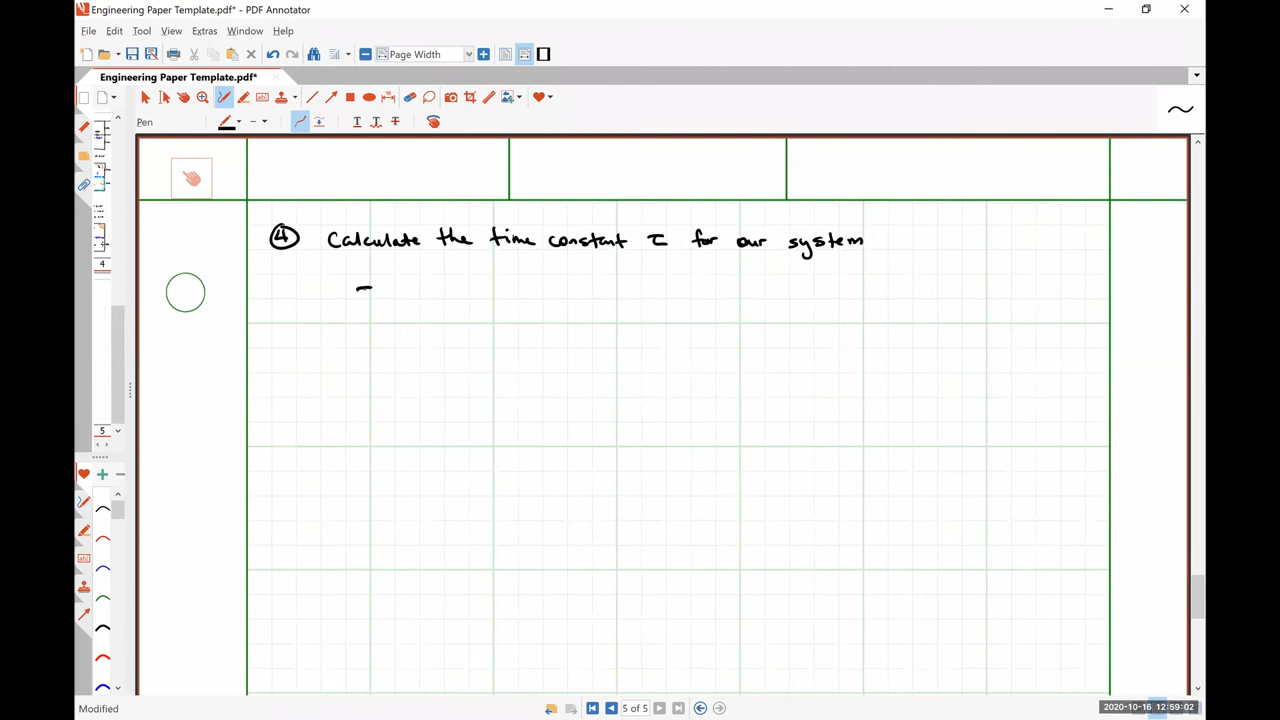 Engineering Paper Template.pdf* - PDF Annotator
File Edit Tool View Extras Window Help
Page Width
Engineering Paper Template.pdf*
Pen
④ Calculate the time constant τ for our system
4
5
Modified
5 of 5
2020-10-16 12:59:02